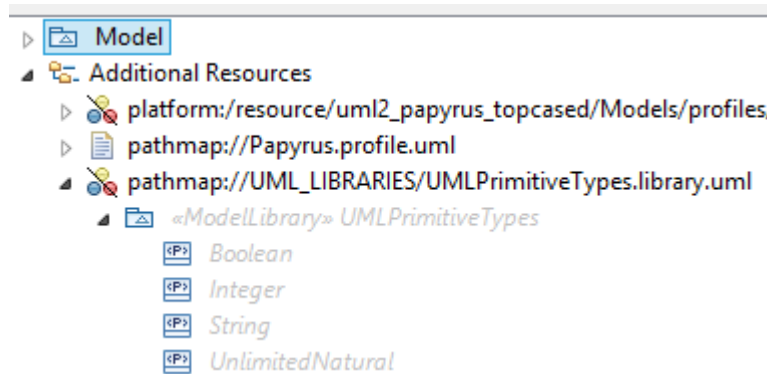 Model
Additional Resources
platform:/resource/uml2_papyrus_topcased/Models/profiles,
pathmap://Papyrus.profile.uml
pathmap://UML_LIBRARIES/UMLPrimitiveTypes.library.uml
«ModelLibrary» UMLPrimitiveTypes
<P> Boolean
<P> Integer
<P> String
<P> UnlimitedNatural